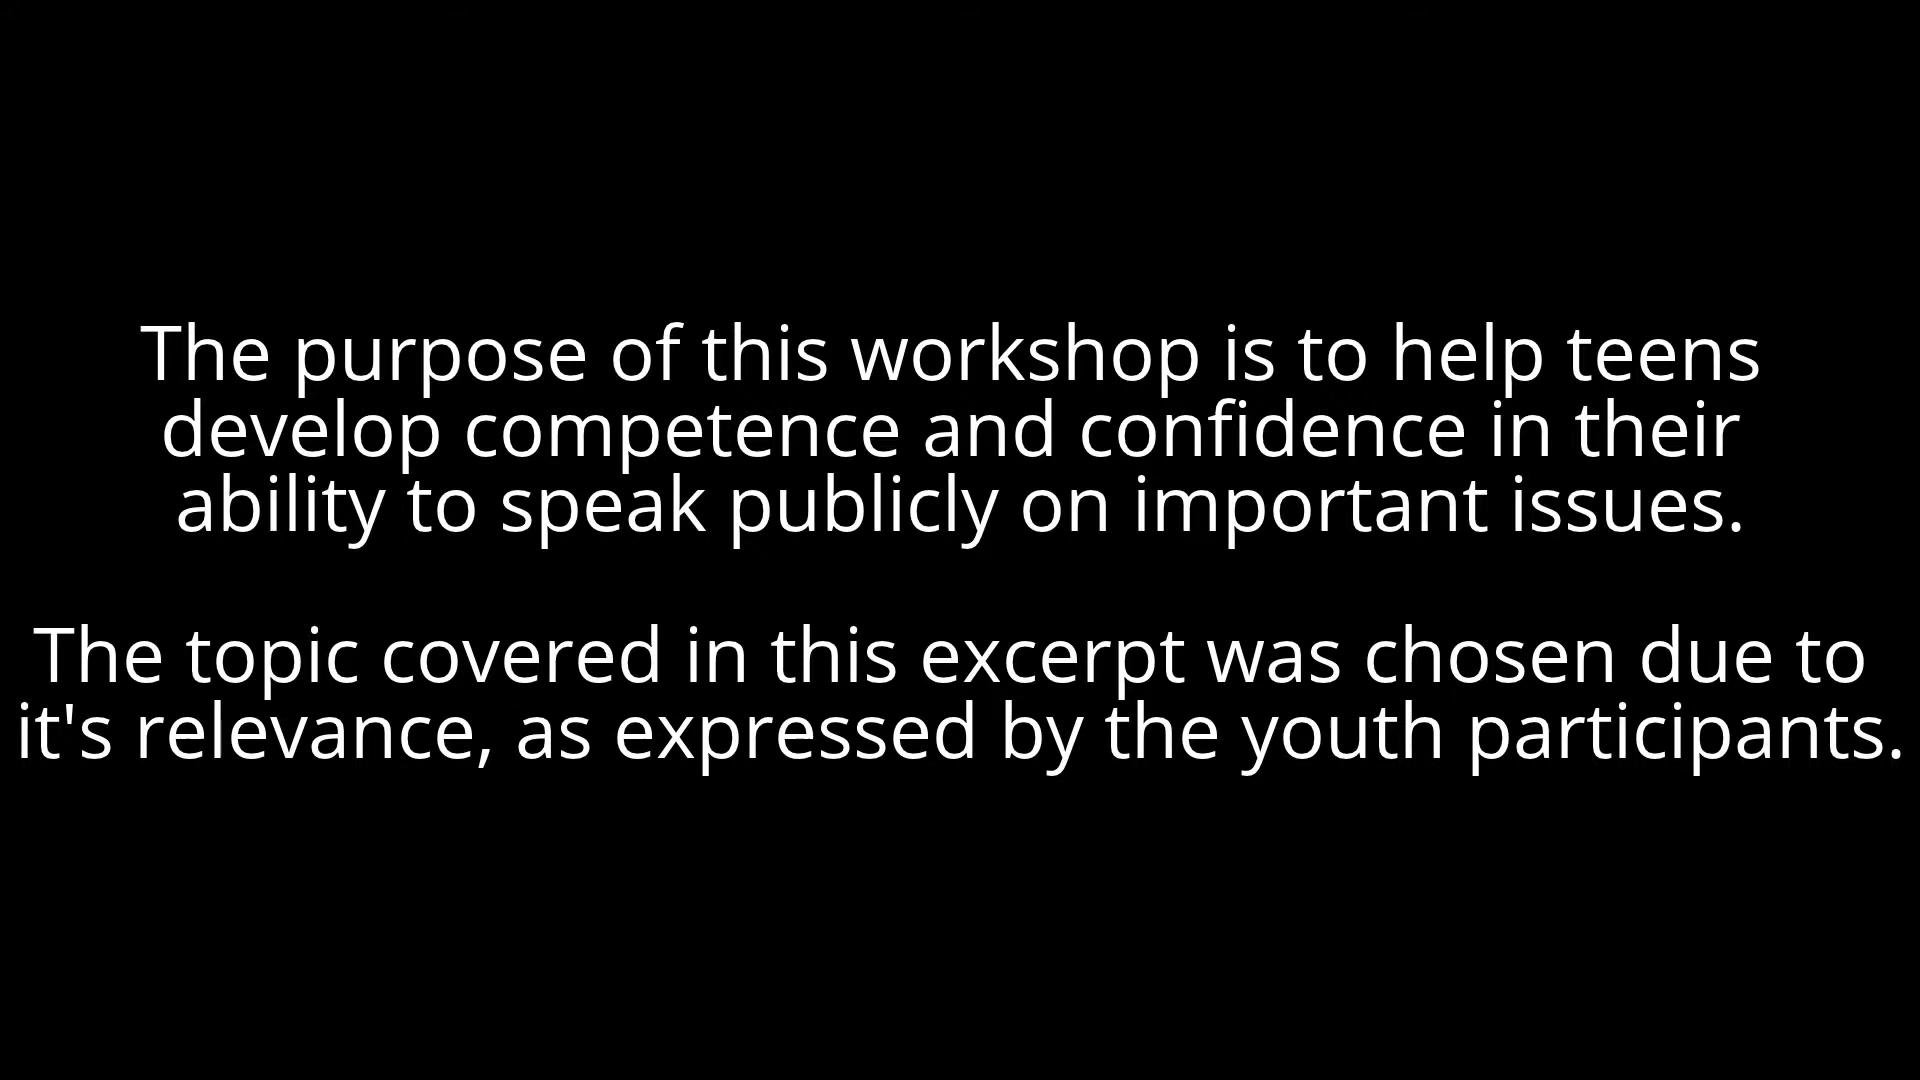 The purpose of this workshop is to help teens
develop competence and confidence in their
ability to speak publicly on important issues.
The topic covered in this excerpt was chosen due to
it's relevance, as expressed by the youth participants.